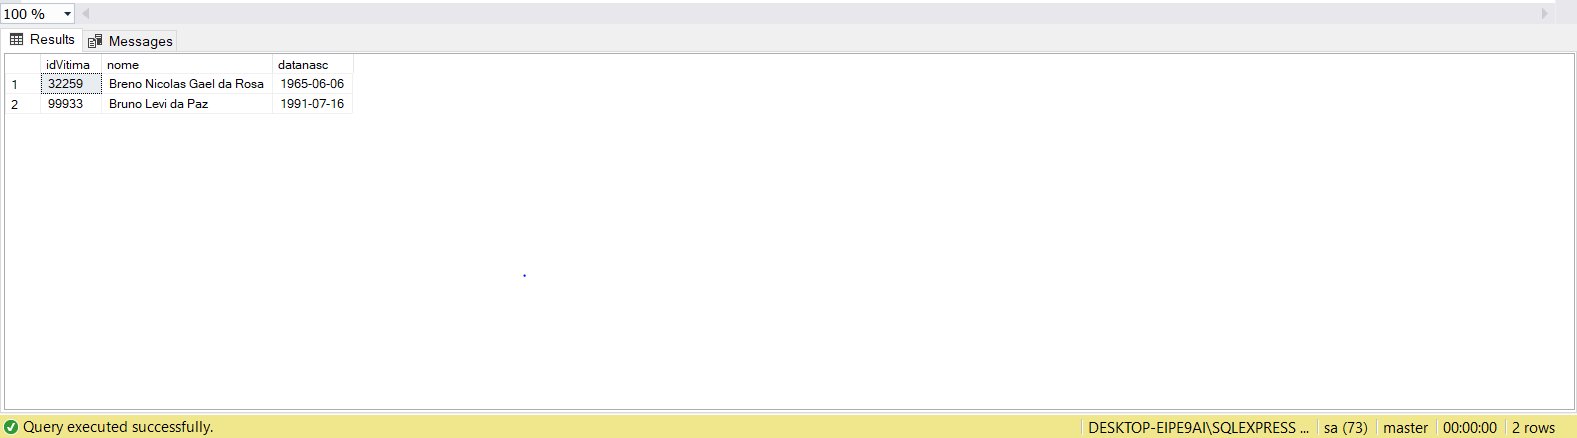 100 %
Results Messages
idVitima nome datanasc
1 32259 Breno Nicolas Gael da Rosa 1965-06-06
2 99933 Bruno Levi da Paz 1991-07-16
Query executed successfully. DESKTOP-EIPE9AI\SQLEXPRESS ... sa (73) master 00:00:00 2 rows